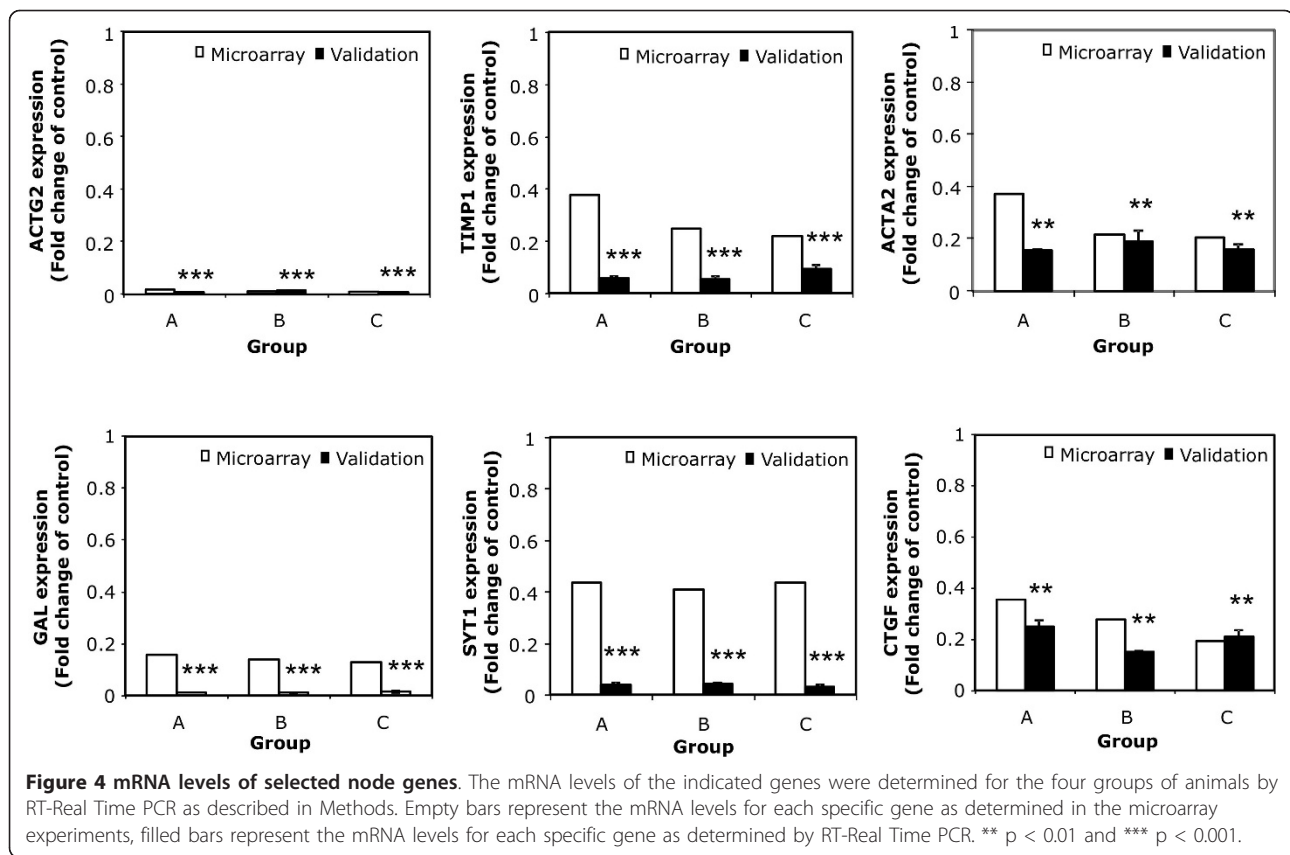 1
□ Microarray ■ Validation
0.8
0.6
0.4
0.2
0
ACTG2 expression
(Fold change of control)
*** *** ***
A B C
Group
1
□ Microarray ■ Validation
0.8
0.6
0.4
0.2
0
TIMP1 expression
(Fold change of control)
*** *** ***
A B C
Group
1
□ Microarray ■ Validation
0.8
0.6
0.4
0.2
0
ACTA2 expression
(Fold change of control)
** ** **
A B C
Group
1
□ Microarray ■ Validation
0.8
0.6
0.4
0.2
0
GAL expression
(Fold change of control)
*** *** ***
A B C
Group
1
□ Microarray ■ Validation
0.8
0.6
0.4
0.2
0
SYT1 expression
(Fold change of control)
*** *** ***
A B C
Group
1
□ Microarray ■ Validation
0.8
0.6
0.4
0.2
0
CTGF expression
(Fold change of control)
** ** **
A B C
Group
Figure 4 mRNA levels of selected node genes. The mRNA levels of the indicated genes were determined for the four groups of animals by
RT-Real Time PCR as described in Methods. Empty bars represent the mRNA levels for each specific gene as determined in the microarray
experiments, filled bars represent the mRNA levels for each specific gene as determined by RT-Real Time PCR. ** p < 0.01 and *** p < 0.001.